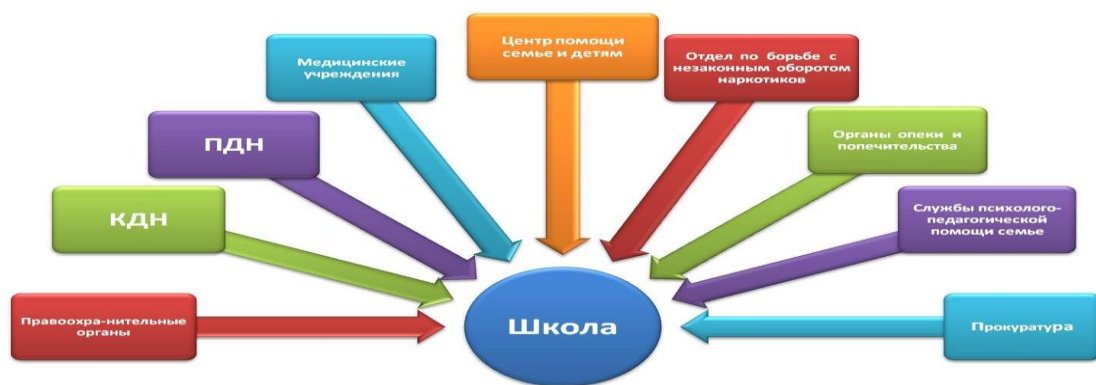 Правоохра-нительные
органы
КДН
ПДН
Медицинские
учреждения
Центр помощи
семье и детям
Отдел по борьбе с
незаконным оборотом
наркотиков
Органы опеки и
попечительства
Службы психолого-
педагогической
помощи семье
Прокуратура
Школа